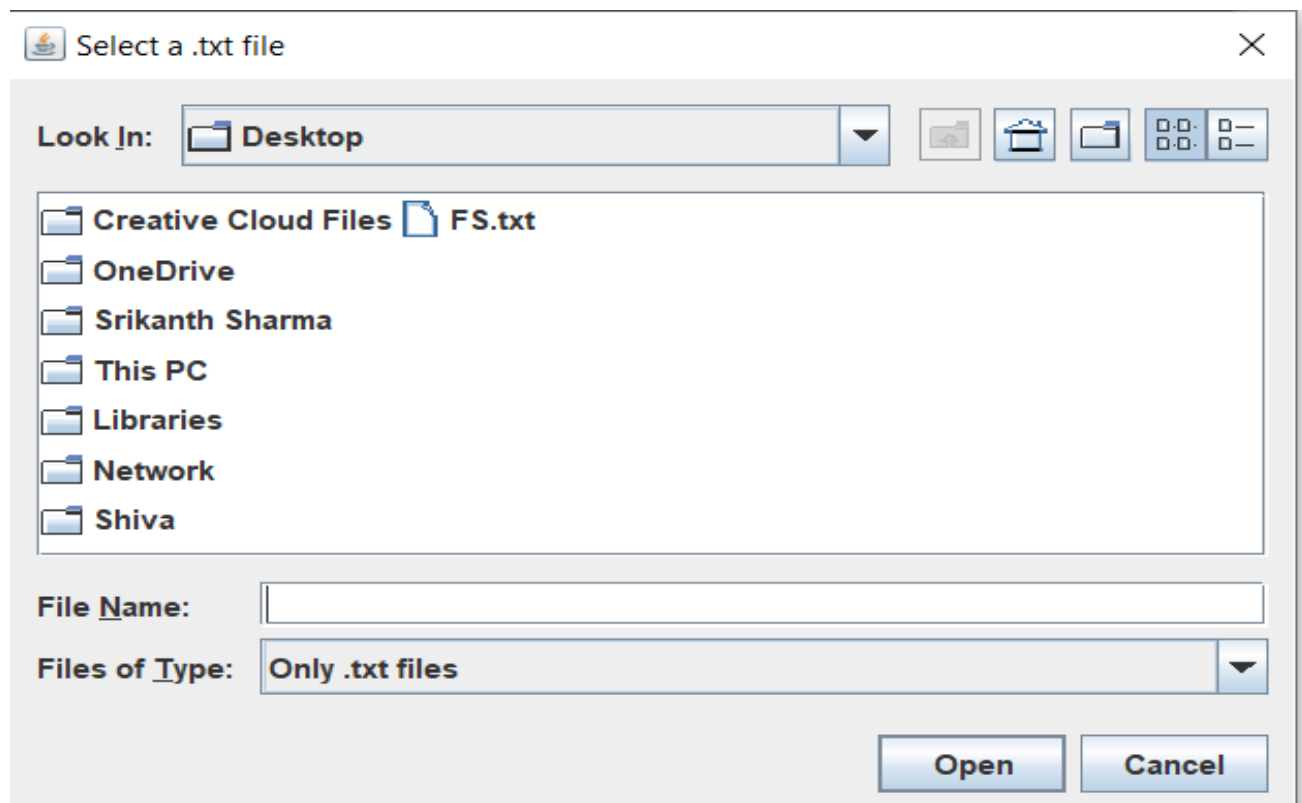 Select a .txt file
Look In: Desktop
Creative Cloud Files FS.txt
OneDrive
Srikanth Sharma
This PC
Libraries
Network
Shiva
File Name:
Files of Type: Only .txt files
Open Cancel